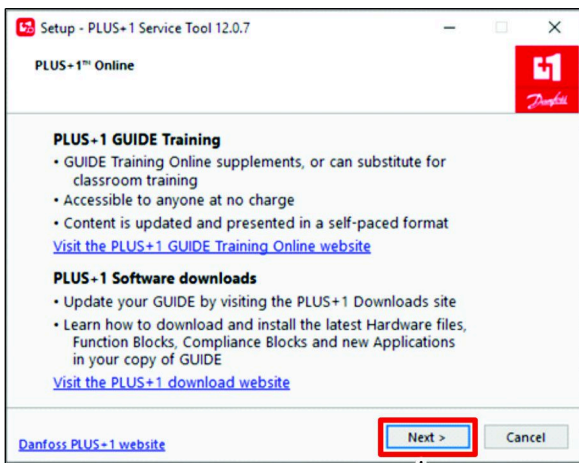 Setup - PLUS+1 Service Tool 12.0.7
PLUS+1™ Online
Danfoss
PLUS+1 GUIDE Training
• GUIDE Training Online supplements, or can substitute for
classroom training
• Accessible to anyone at no charge
• Content is updated and presented in a self-paced format
Visit the PLUS+1 GUIDE Training Online website
PLUS+1 Software downloads
• Update your GUIDE by visiting the PLUS+1 Downloads site
• Learn how to download and install the latest Hardware files,
Function Blocks, Compliance Blocks and new Applications
in your copy of GUIDE
Visit the PLUS+1 download website
Danfoss PLUS+1 website
Next >
Cancel